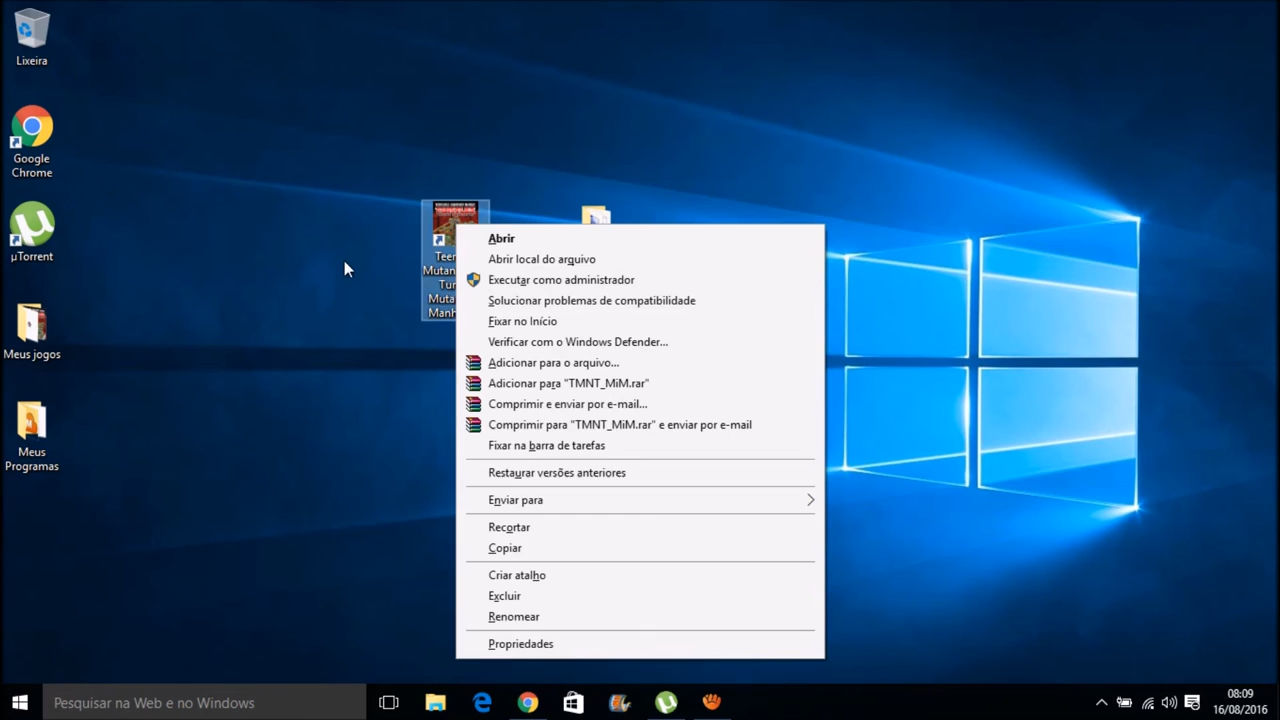 Lixeira
Google
Chrome
µTorrent
Meus jogos
Meus
Programas
Teen
Mutan
Tur
Muta
Manh
Abrir
Abrir local do arquivo
Executar como administrador
Solucionar problemas de compatibilidade
Fixar no Início
Verificar com o Windows Defender...
Adicionar para o arquivo...
Adicionar para "TMNT_MiM.rar"
Comprimir e enviar por e-mail...
Comprimir para "TMNT_MiM.rar" e enviar por e-mail
Fixar na barra de tarefas
Restaurar versões anteriores
Enviar para
Recortar
Copiar
Criar atalho
Excluir
Renomear
Propriedades
Pesquisar na Web e no Windows
08:09
16/08/2016